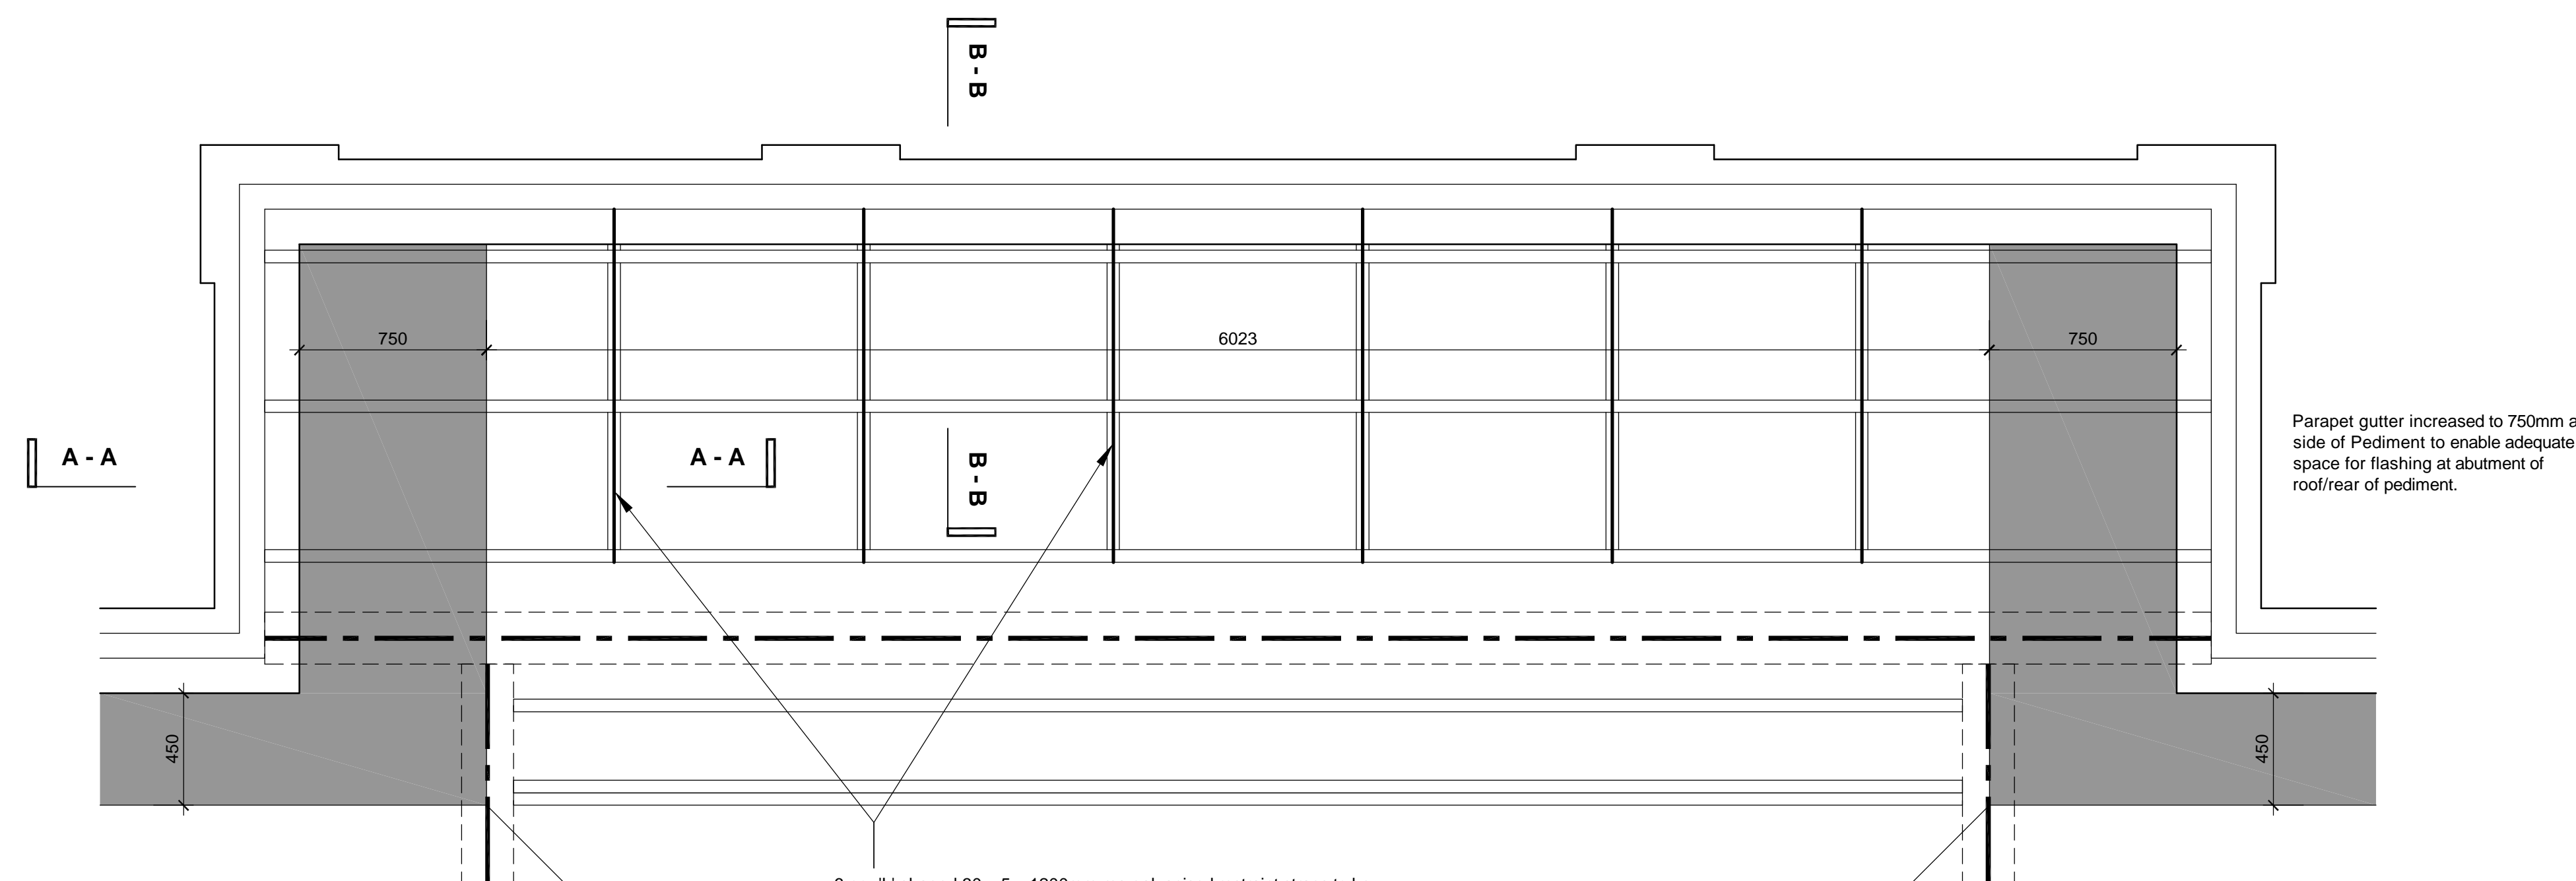 B - B
750
6023
750
A - A
A - A
B - B
Parapet gutter increased to 750mm
side of Pediment to enable adequate
space for flashing at abutment of
roof/rear of pediment.
450
450